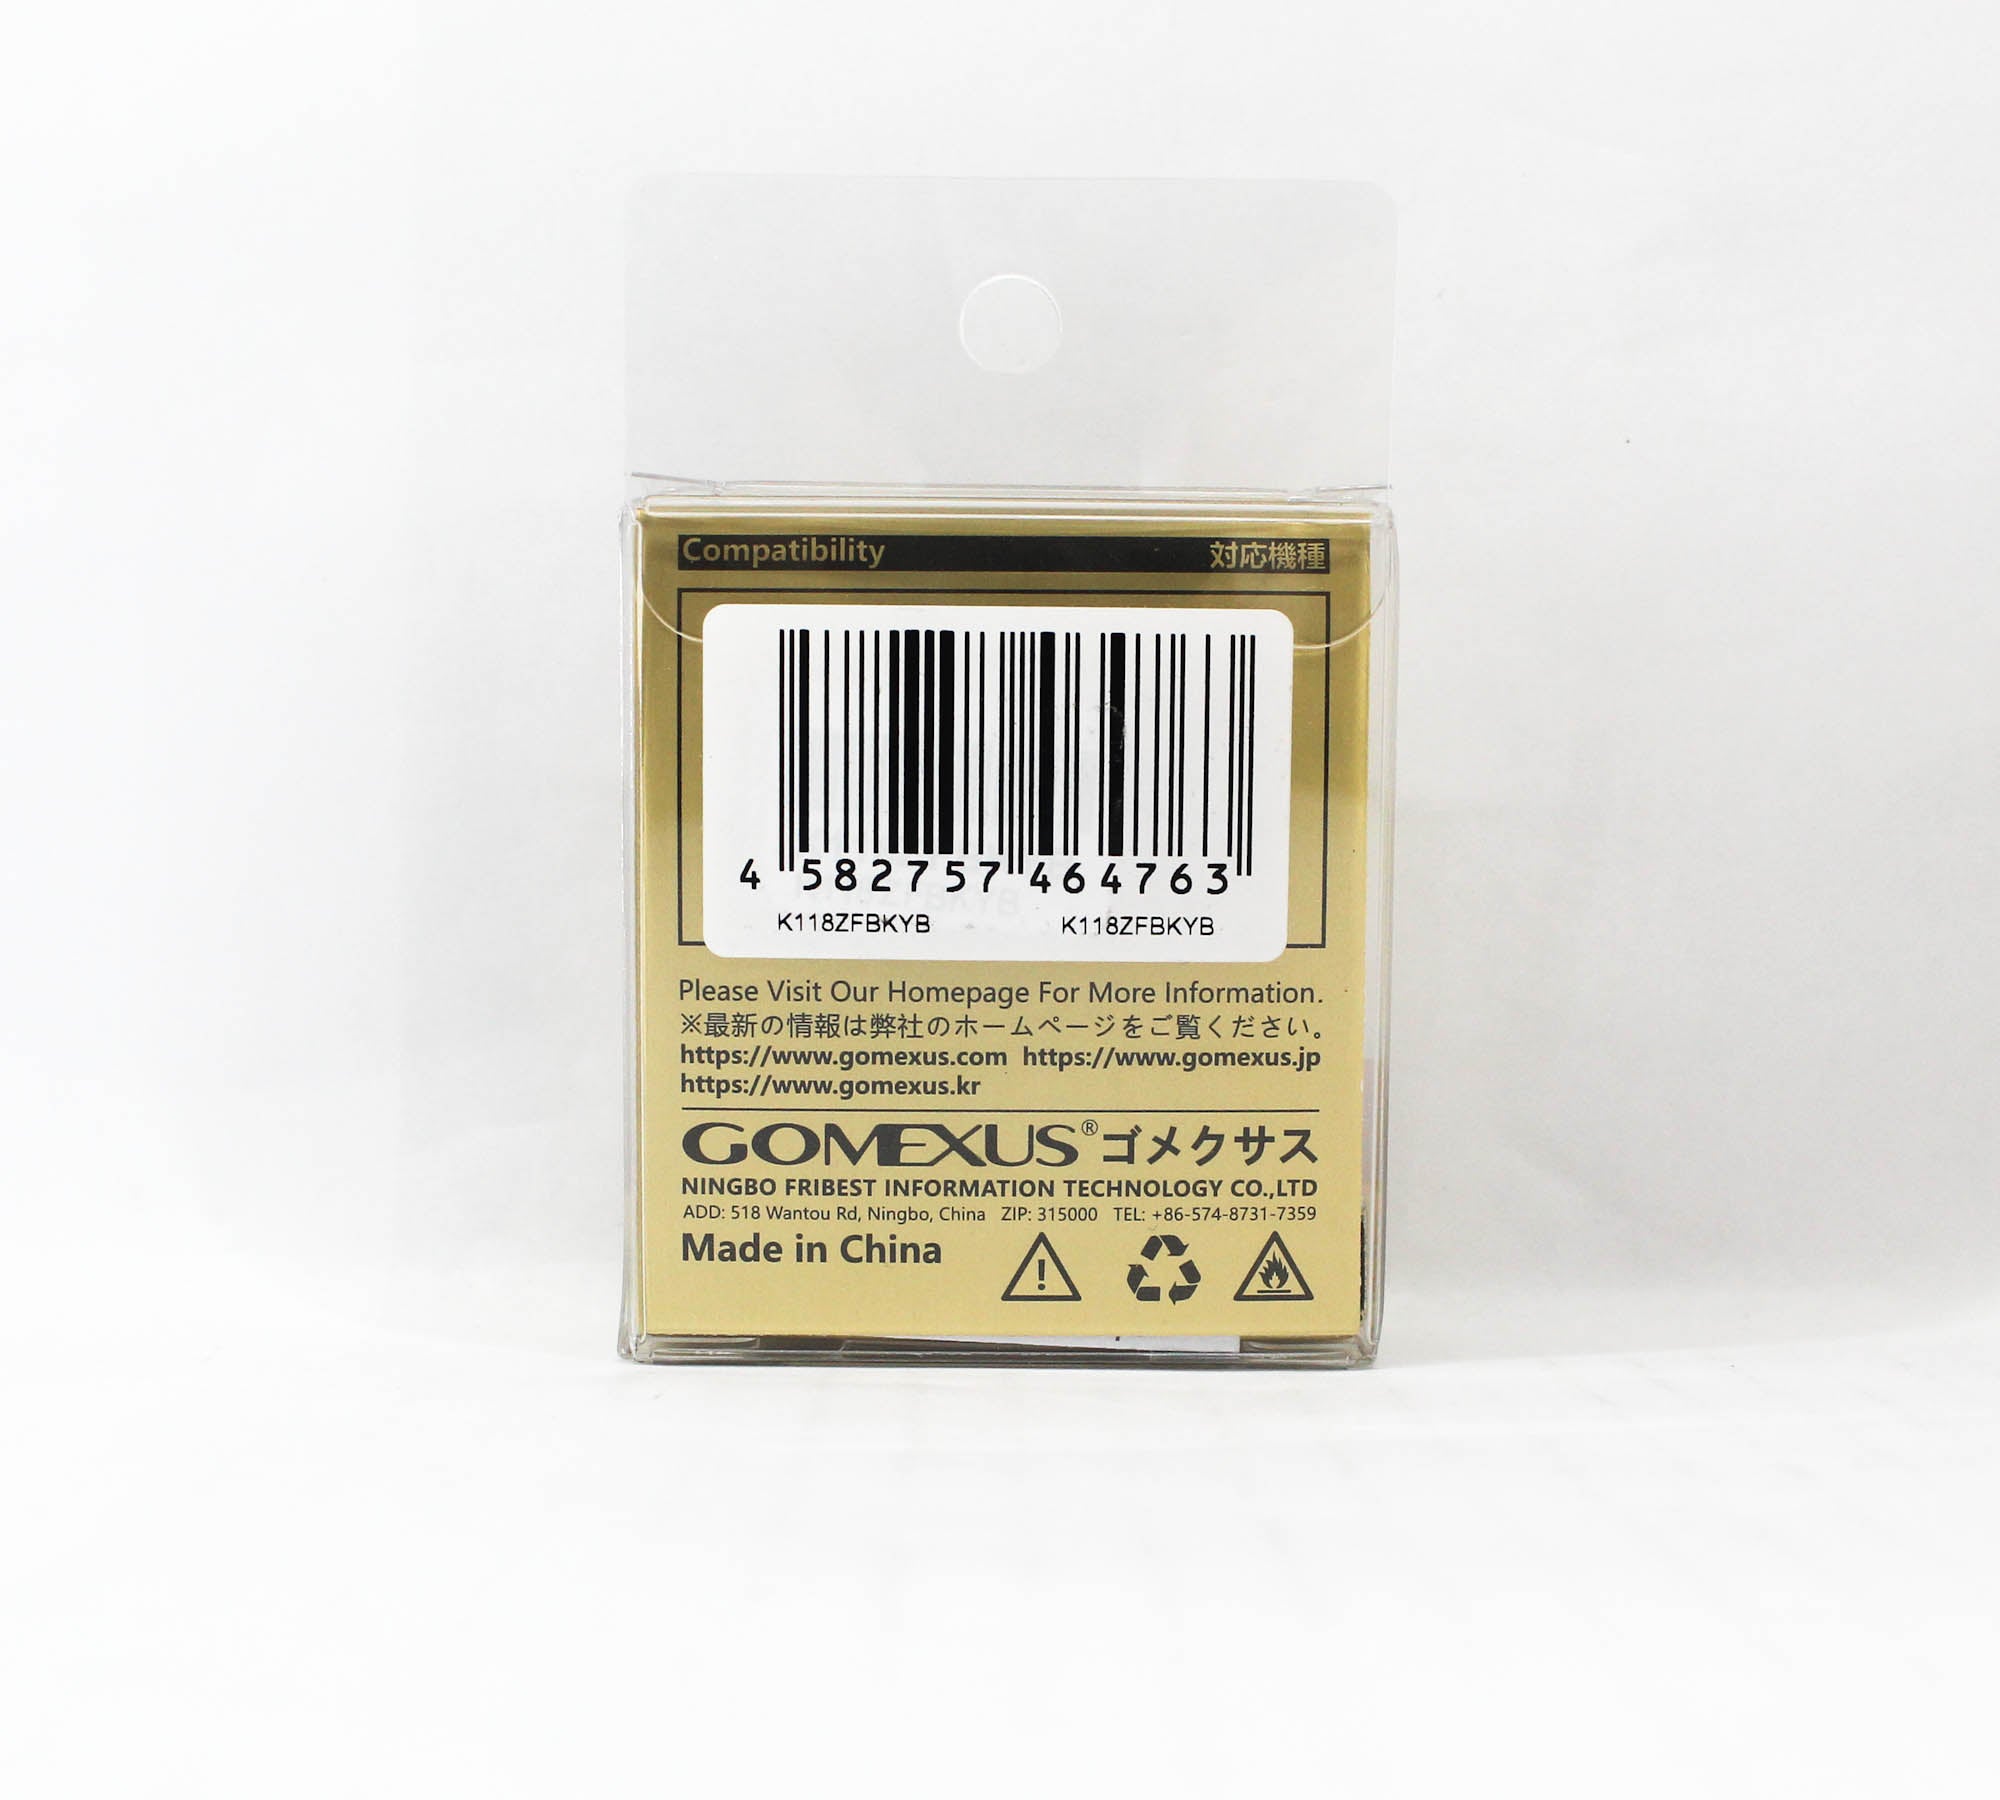 Compatibility 対応機種
4 582757 464763
K118ZFBKYB K118ZFBKYB
Please Visit Our Homepage For More Information.
※最新の情報は弊社のホームページをご覧ください。
https://www.gomexus.com https://www.gomexus.jp
https://www.gomexus.kr
GOMEXUS® ゴメクサス
NINGBO FRIBEST INFORMATION TECHNOLOGY CO.,LTD
ADD: 518 Wantou Rd, Ningbo, China ZIP: 315000 TEL: +86-574-8731-7359
Made in China